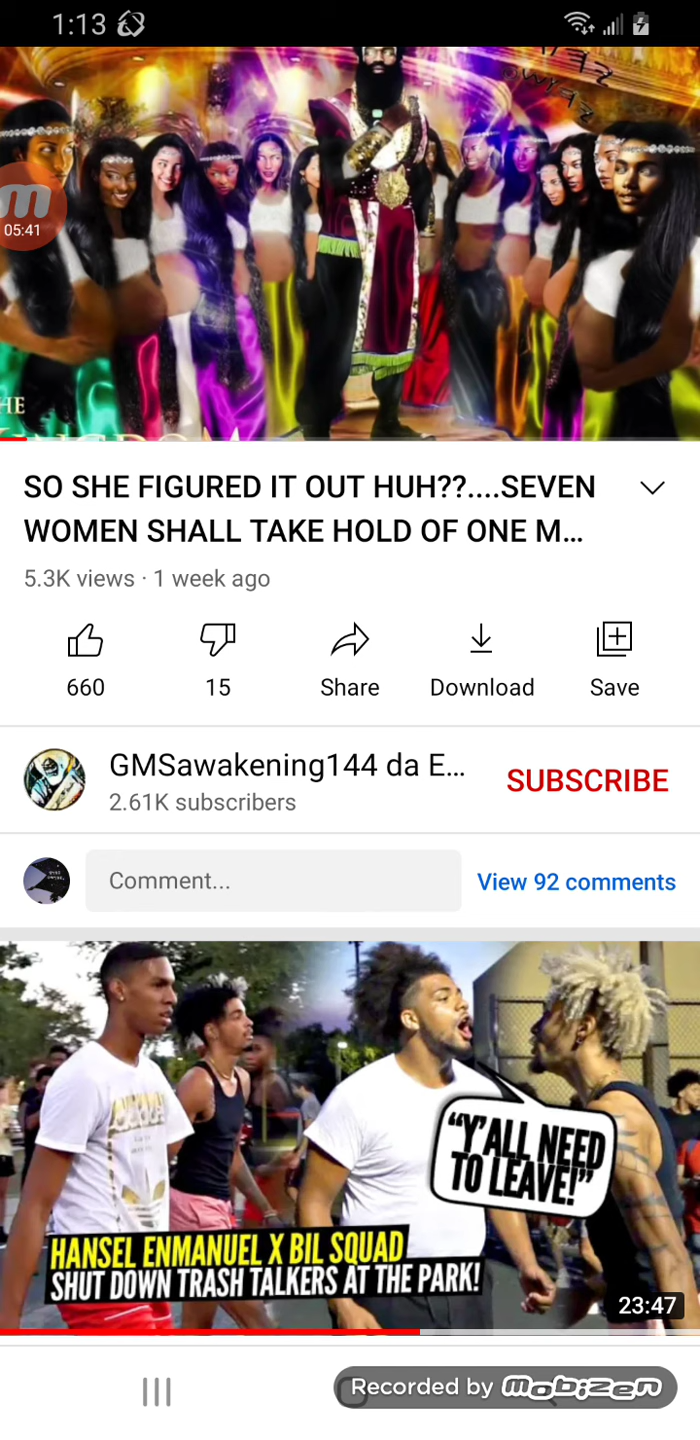 1:13
m
05:41
HE
SO SHE FIGURED IT OUT HUH??....SEVEN
WOMEN SHALL TAKE HOLD OF ONE M...
5.3K views · 1 week ago
660
15
Share
Download
Save
GMSawakening144 da E...
2.61K subscribers
SUBSCRIBE
Comment...
View 92 comments
“Y'ALL NEED
TO LEAVE!”
HANSEL ENMANUEL X BIL SQUAD
SHUT DOWN TRASH TALKERS AT THE PARK!
23:47
Recorded by mobizen